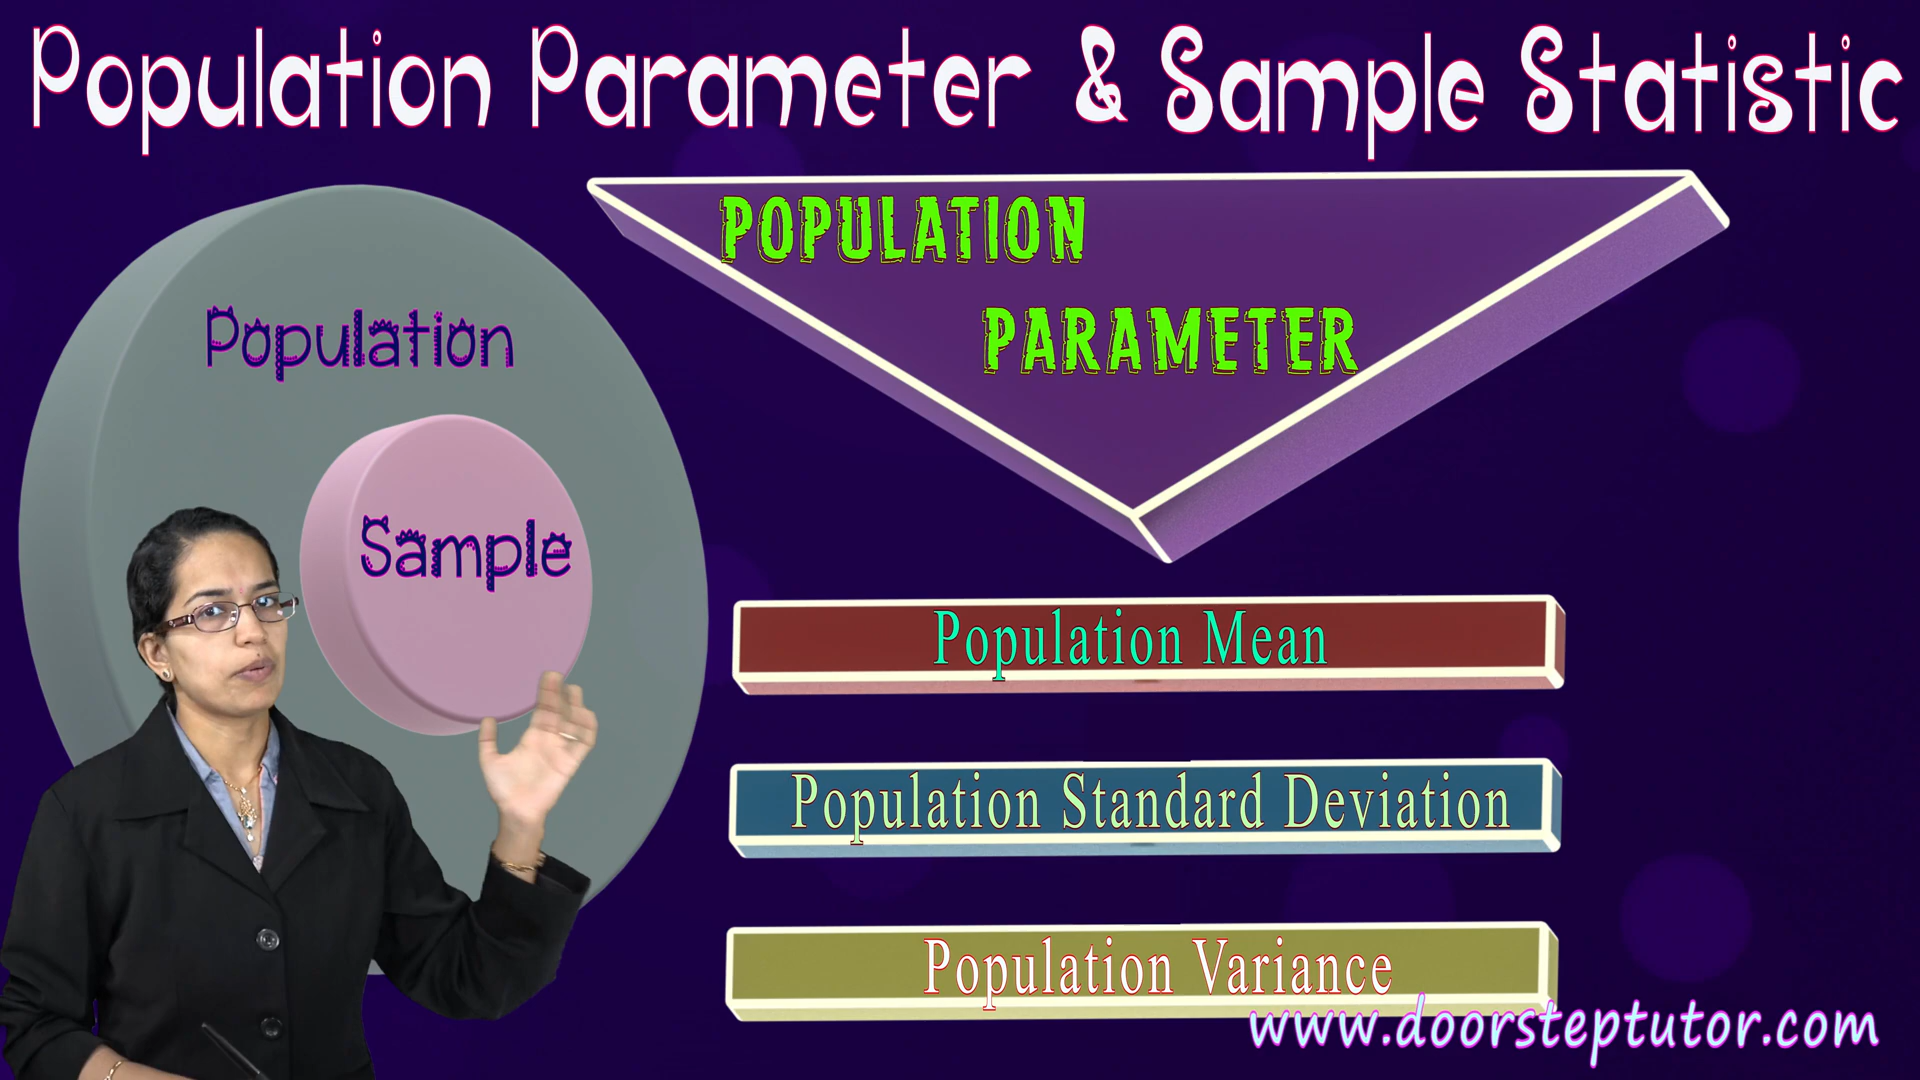 Population Parameter & Sample Statistic
Population
Sample
POPULATION
PARAMETER
Population Mean
Population Standard Deviation
Population Variance
www.doorsteptutor.com